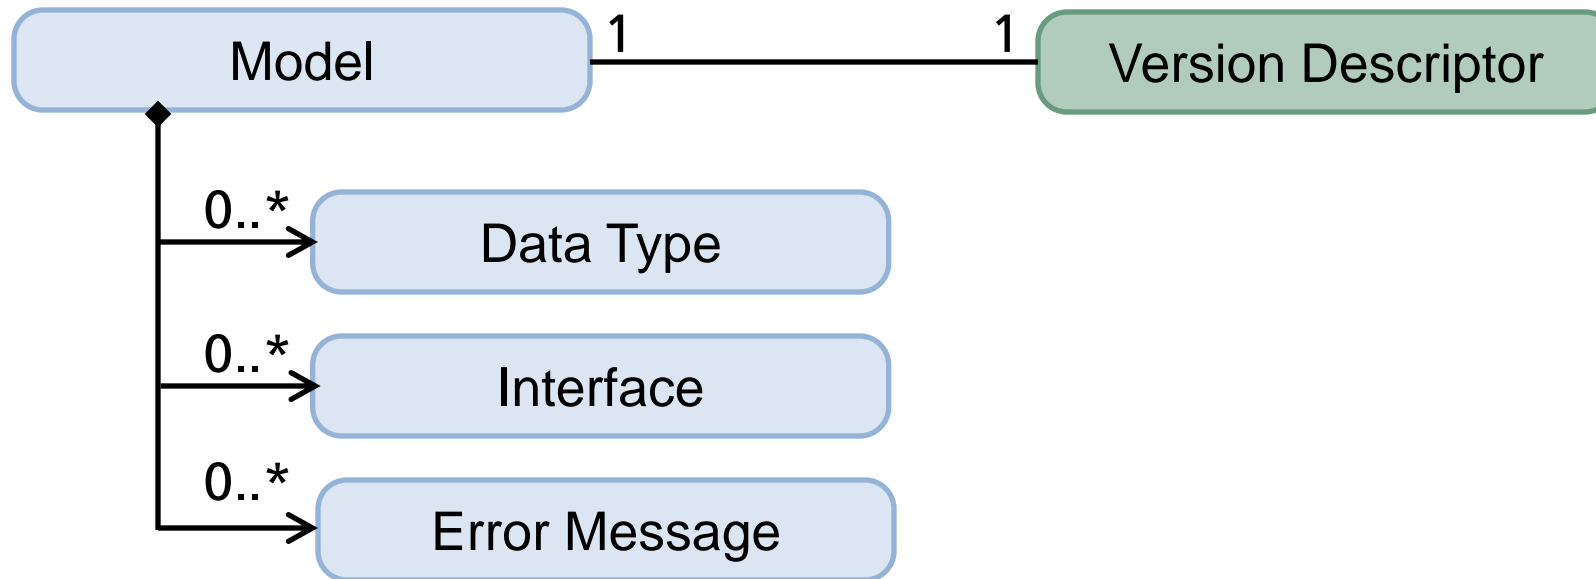 Model
1
1
Version Descriptor
0..*
Data Type
0..*
Interface
0..*
Error Message